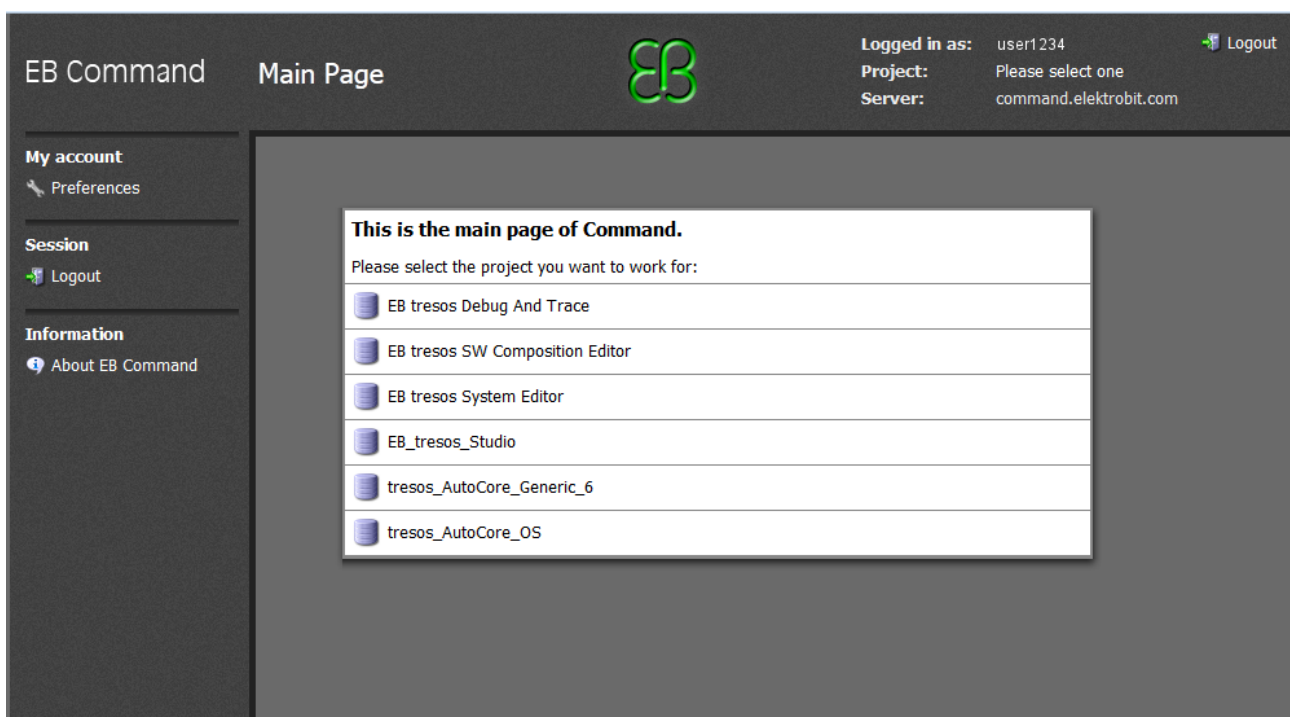 EB Command
Main Page
EB
Logged in as: user1234
Logout
Project: Please select one
Server: command.elektrobit.com
My account
Preferences
Session
Logout
Information
About EB Command
This is the main page of Command.
Please select the project you want to work for:
EB tresos Debug And Trace
EB tresos SW Composition Editor
EB tresos System Editor
EB_tresos_Studio
tresos_AutoCore_Generic_6
tresos_AutoCore_OS